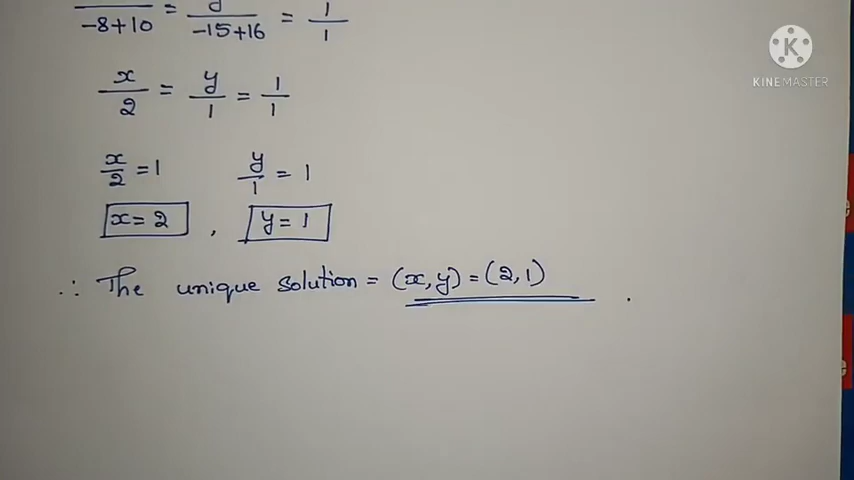 -8+10 = -15+16 = 1/1
x/2 = y/1 = 1/1
x/2 = 1 y/1 = 1
x = 2 , y = 1
∴ The unique solution = (x, y) = (2, 1)
KINEMASTER